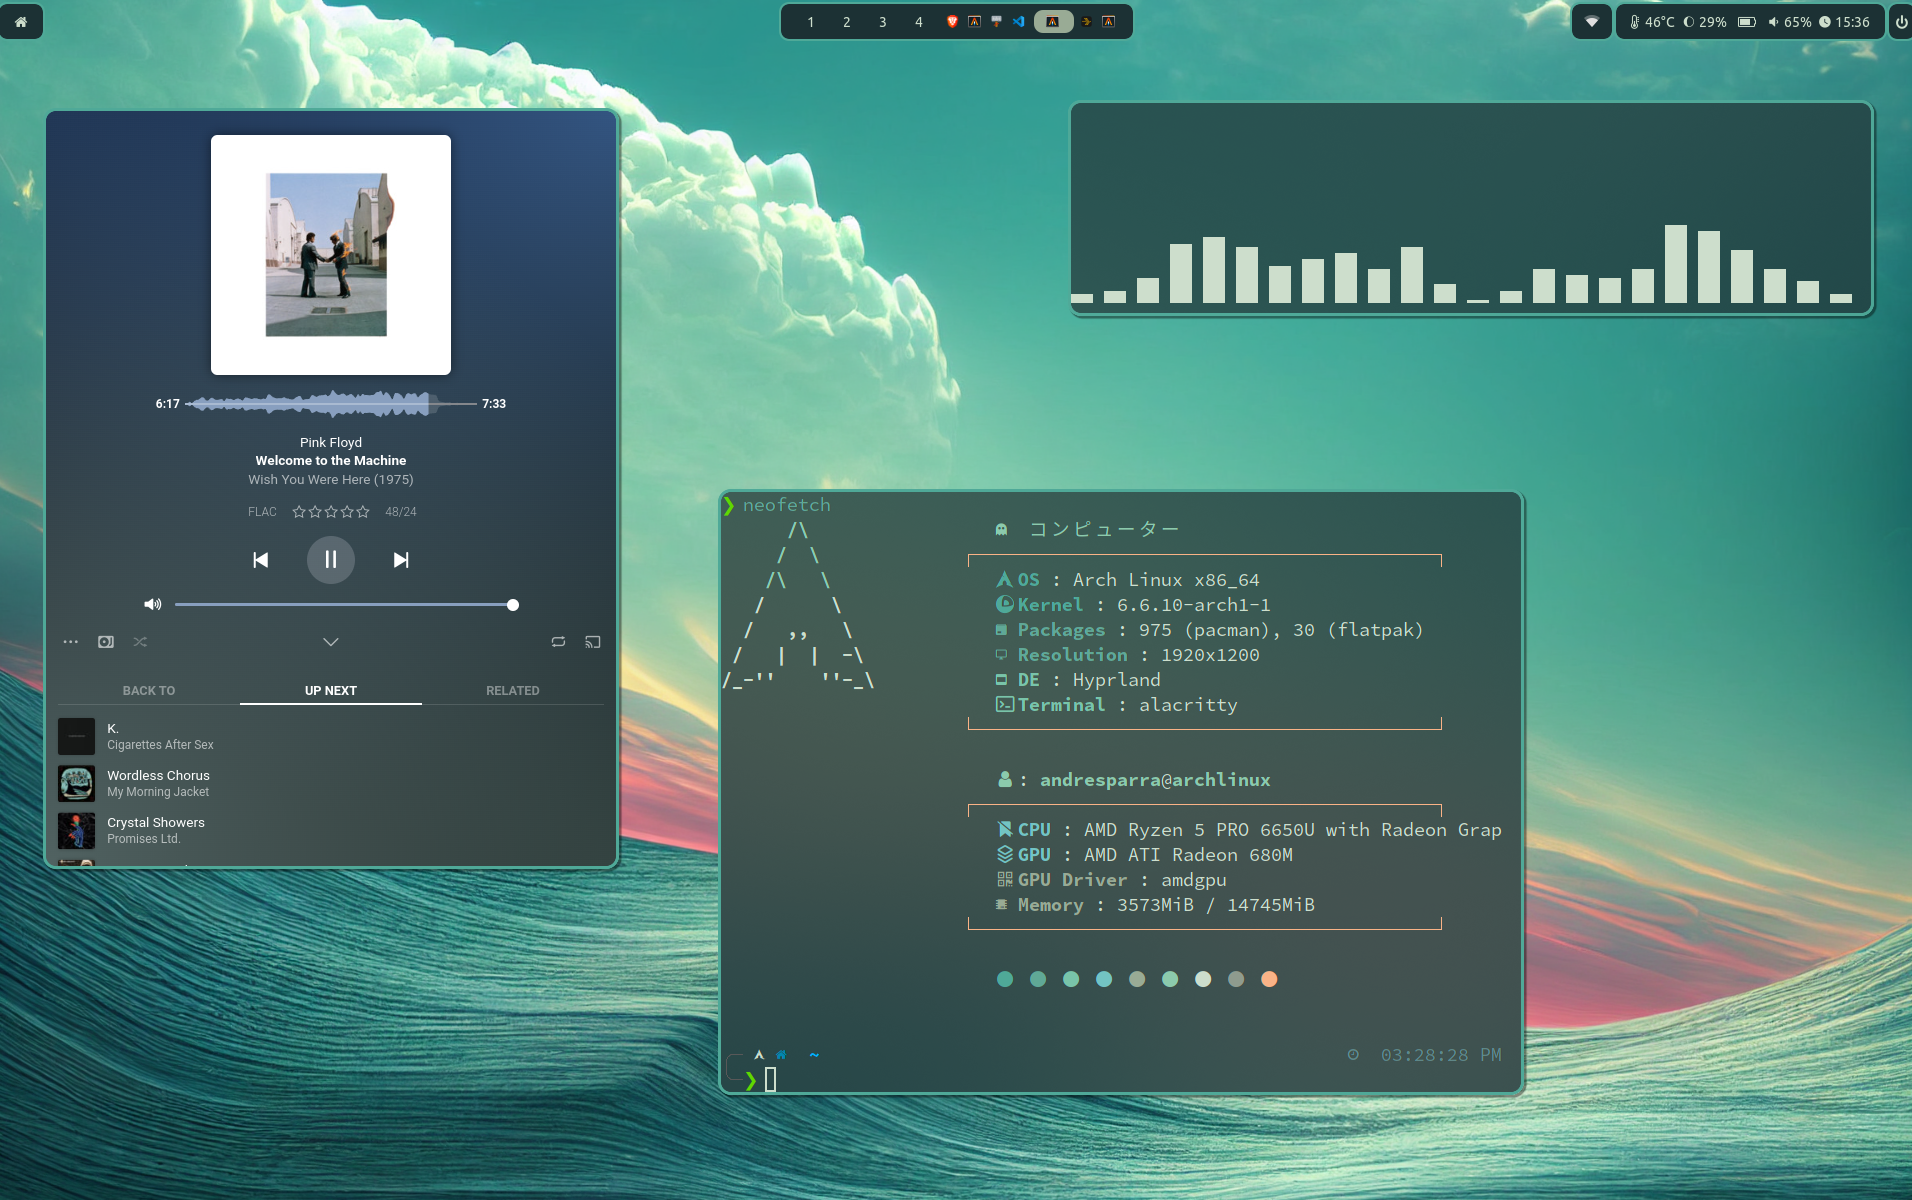 1 2 3 4
46°C 29% 65% 15:36
6:17 7:33
Pink Floyd
Welcome to the Machine
Wish You Were Here (1975)
FLAC 48/24
BACK TO UP NEXT RELATED
K.
Cigarettes After Sex
Wordless Chorus
My Morning Jacket
Crystal Showers
Promises Ltd.
❯ neofetch
コンピューター
OS : Arch Linux x86_64
Kernel : 6.6.10-arch1-1
Packages : 975 (pacman), 30 (flatpak)
Resolution : 1920x1200
DE : Hyprland
Terminal : alacritty
: andresparra@archlinux
CPU : AMD Ryzen 5 PRO 6650U with Radeon Grap
GPU : AMD ATI Radeon 680M
GPU Driver : amdgpu
Memory : 3573MiB / 14745MiB
~ 03:28:28 PM
❯